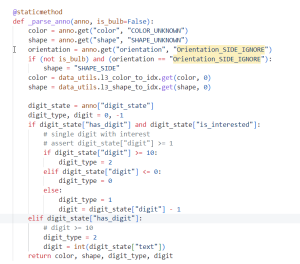 @staticmethod
def _parse_anno(anno, is_bulb=False):
    color = anno.get("color", "COLOR_UNKNOWN")
    shape = anno.get("shape", "SHAPE_UNKNOWN")
    orientation = anno.get("orientation", "Orientation_SIDE_IGNORE")
    if (not is_bulb) and (orientation == "Orientation_SIDE_IGNORE"):
        shape = "SHAPE_SIDE"
    color = data_utils.l3_color_to_idx.get(color, 0)
    shape = data_utils.l3_shape_to_idx.get(shape, 0)

    digit_state = anno["digit_state"]
    digit_type, digit = 0, -1
    if digit_state["has_digit"] and digit_state["is_interested"]:
        # single digit with interest
        # assert digit_state["digit"] >= 1
        if digit_state["digit"] >= 10:
            digit_type = 2
        elif digit_state["digit"] <= 0:
            digit_type = 0
        else:
            digit_type = 1
            digit = digit_state["digit"] - 1
    elif digit_state["has_digit"]:
        # digit >= 10
        digit_type = 2
        digit = int(digit_state["text"])
    return color, shape, digit_type, digit